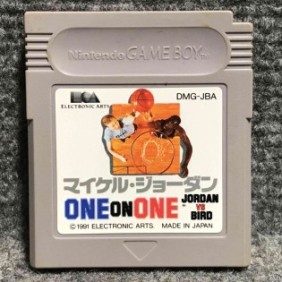 Nintendo GAME BOY
ELECTRONIC ARTS
DMG-JBA
マイケル・ジョーダン
ONE ON ONE
JORDAN
VS
BIRD
©1991 ELECTRONIC ARTS. MADE IN JAPAN